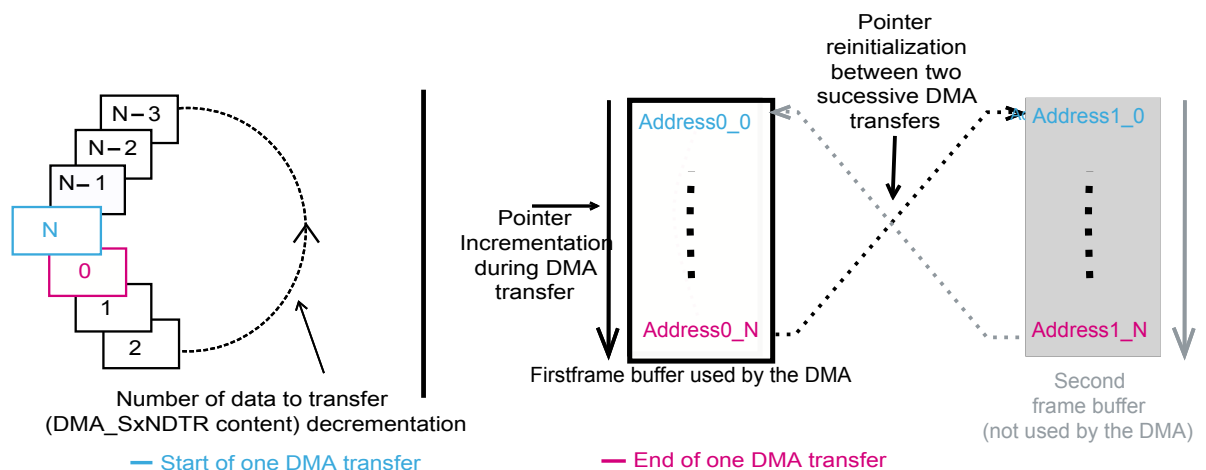 N−3
N−2
N−1
N
0
1
2
Number of data to transfer
(DMA_SxNDTR content) decrementation
Pointer
reinitialization
between two
sucessive DMA
transfers
Address0_0
Address1_0
Pointer
Incrementation
during DMA
transfer
Address0_N
Address1_N
Firstframe buffer used by the DMA
Second
frame buffer
(not used by the DMA)
Start of one DMA transfer
End of one DMA transfer